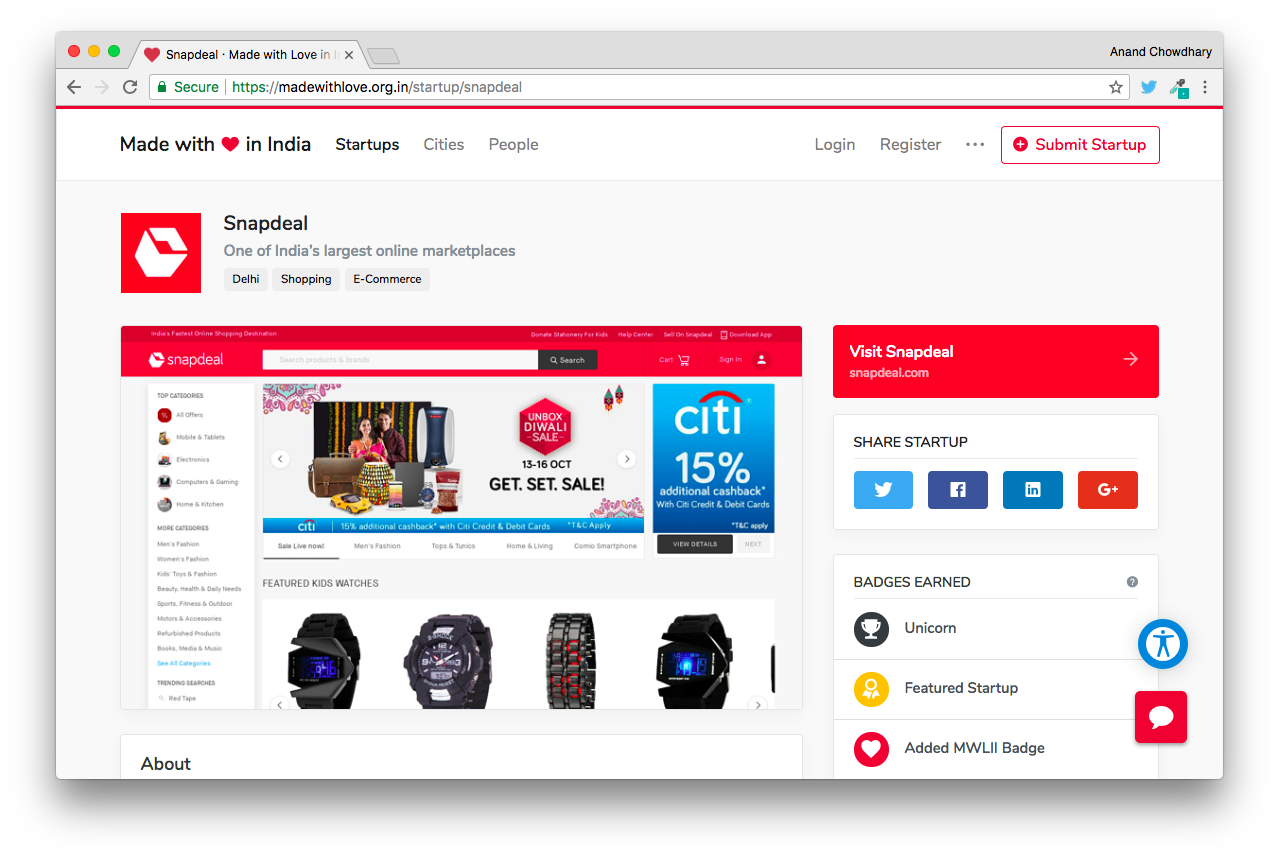 Snapdeal · Made with Love in I
Anand Chowdhary
Secure https://madewithlove.org.in/startup/snapdeal
Made with ❤ in India Startups Cities People Login Register ••• Submit Startup
Snapdeal
One of India's largest online marketplaces
Delhi Shopping E-Commerce
India's Fastest Online Shopping Destination Donate Stationery For Kids Help Center Sell On Snapdeal Download App
snapdeal Search products & brands Search Cart Sign In
TOP CATEGORIES
All Offers
Mobile & Tablets
Electronics
Computers & Gaming
Home & Kitchen
MORE CATEGORIES
Men's Fashion
Women's Fashion
Kids' Toys & Fashion
Beauty, Health & Daily Needs
Sports, Fitness & Outdoor
Motors & Accessories
Refurbished Products
Books, Media & Music
See All Categories
TRENDING SEARCHES
Red Tape
UNBOX
DIWALI
SALE
13-16 OCT
GET. SET. SALE!
citi 15% additional cashback* with Citi Credit & Debit Cards *T&C Apply
Sale Live now! Men's Fashion Tops & Tunics Home & Living Comio Smartphone
citi
15%
additional cashback*
With Citi Credit & Debit Cards
*T&C apply
VIEW DETAILS NEXT
FEATURED KIDS WATCHES
About
Visit Snapdeal
snapdeal.com
SHARE STARTUP
G+
BADGES EARNED ?
Unicorn
Featured Startup
Added MWLII Badge